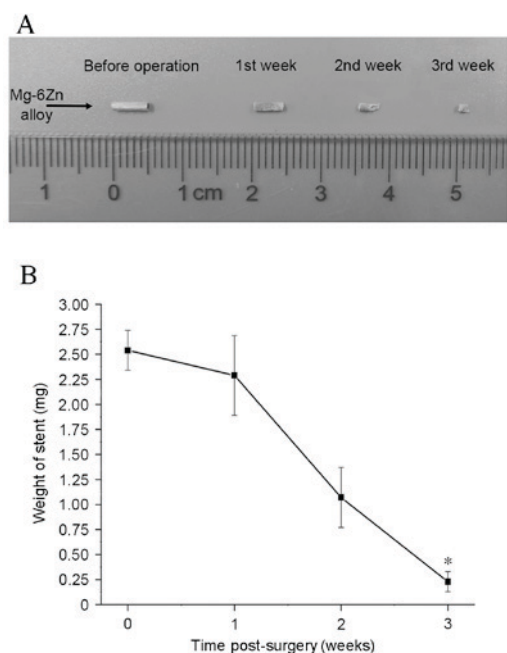 A
Before operation 1st week 2nd week 3rd week
Mg-6Zn
alloy
1 0 1 cm 2 3 4 5
B
3.00
2.75
2.50
2.25
2.00
1.75
1.50
1.25
1.00
0.75
0.50
0.25
0
Weight of stent (mg)
*
0 1 2 3
Time post-surgery (weeks)